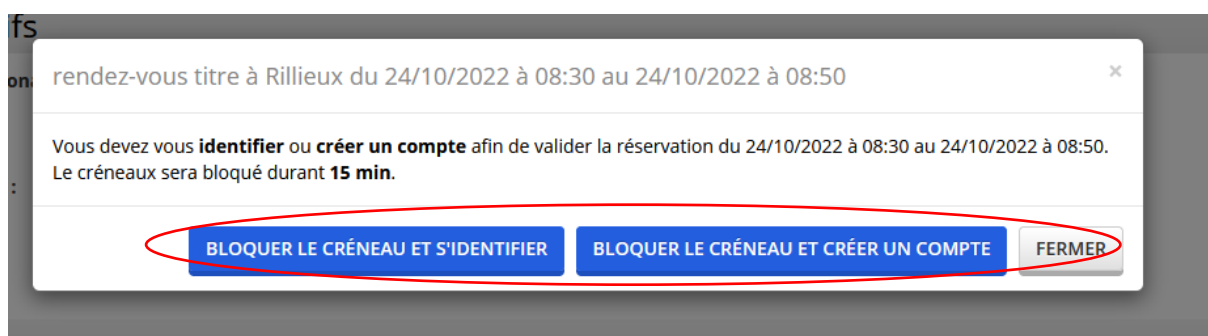 ifs
rendez-vous titre à Rillieux du 24/10/2022 à 08:30 au 24/10/2022 à 08:50 ×
on
Vous devez vous identifier ou créer un compte afin de valider la réservation du 24/10/2022 à 08:30 au 24/10/2022 à 08:50.
Le créneaux sera bloqué durant 15 min.
:
BLOQUER LE CRÉNEAU ET S'IDENTIFIER BLOQUER LE CRÉNEAU ET CRÉER UN COMPTE FERMER